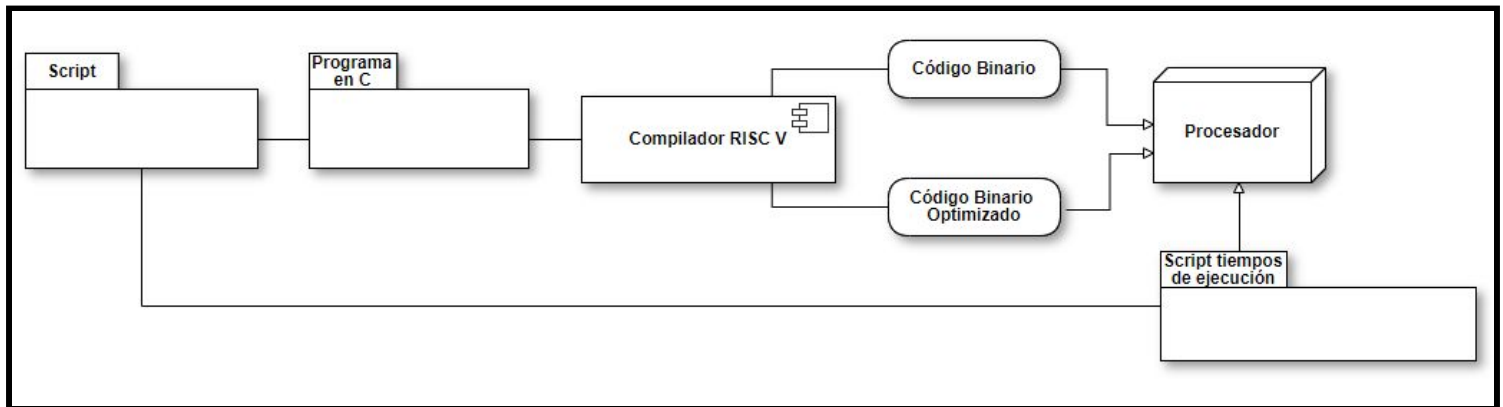 Script
Programa
en C
Compilador RISC V
Código Binario
Código Binario
Optimizado
Procesador
Script tiempos
de ejecución